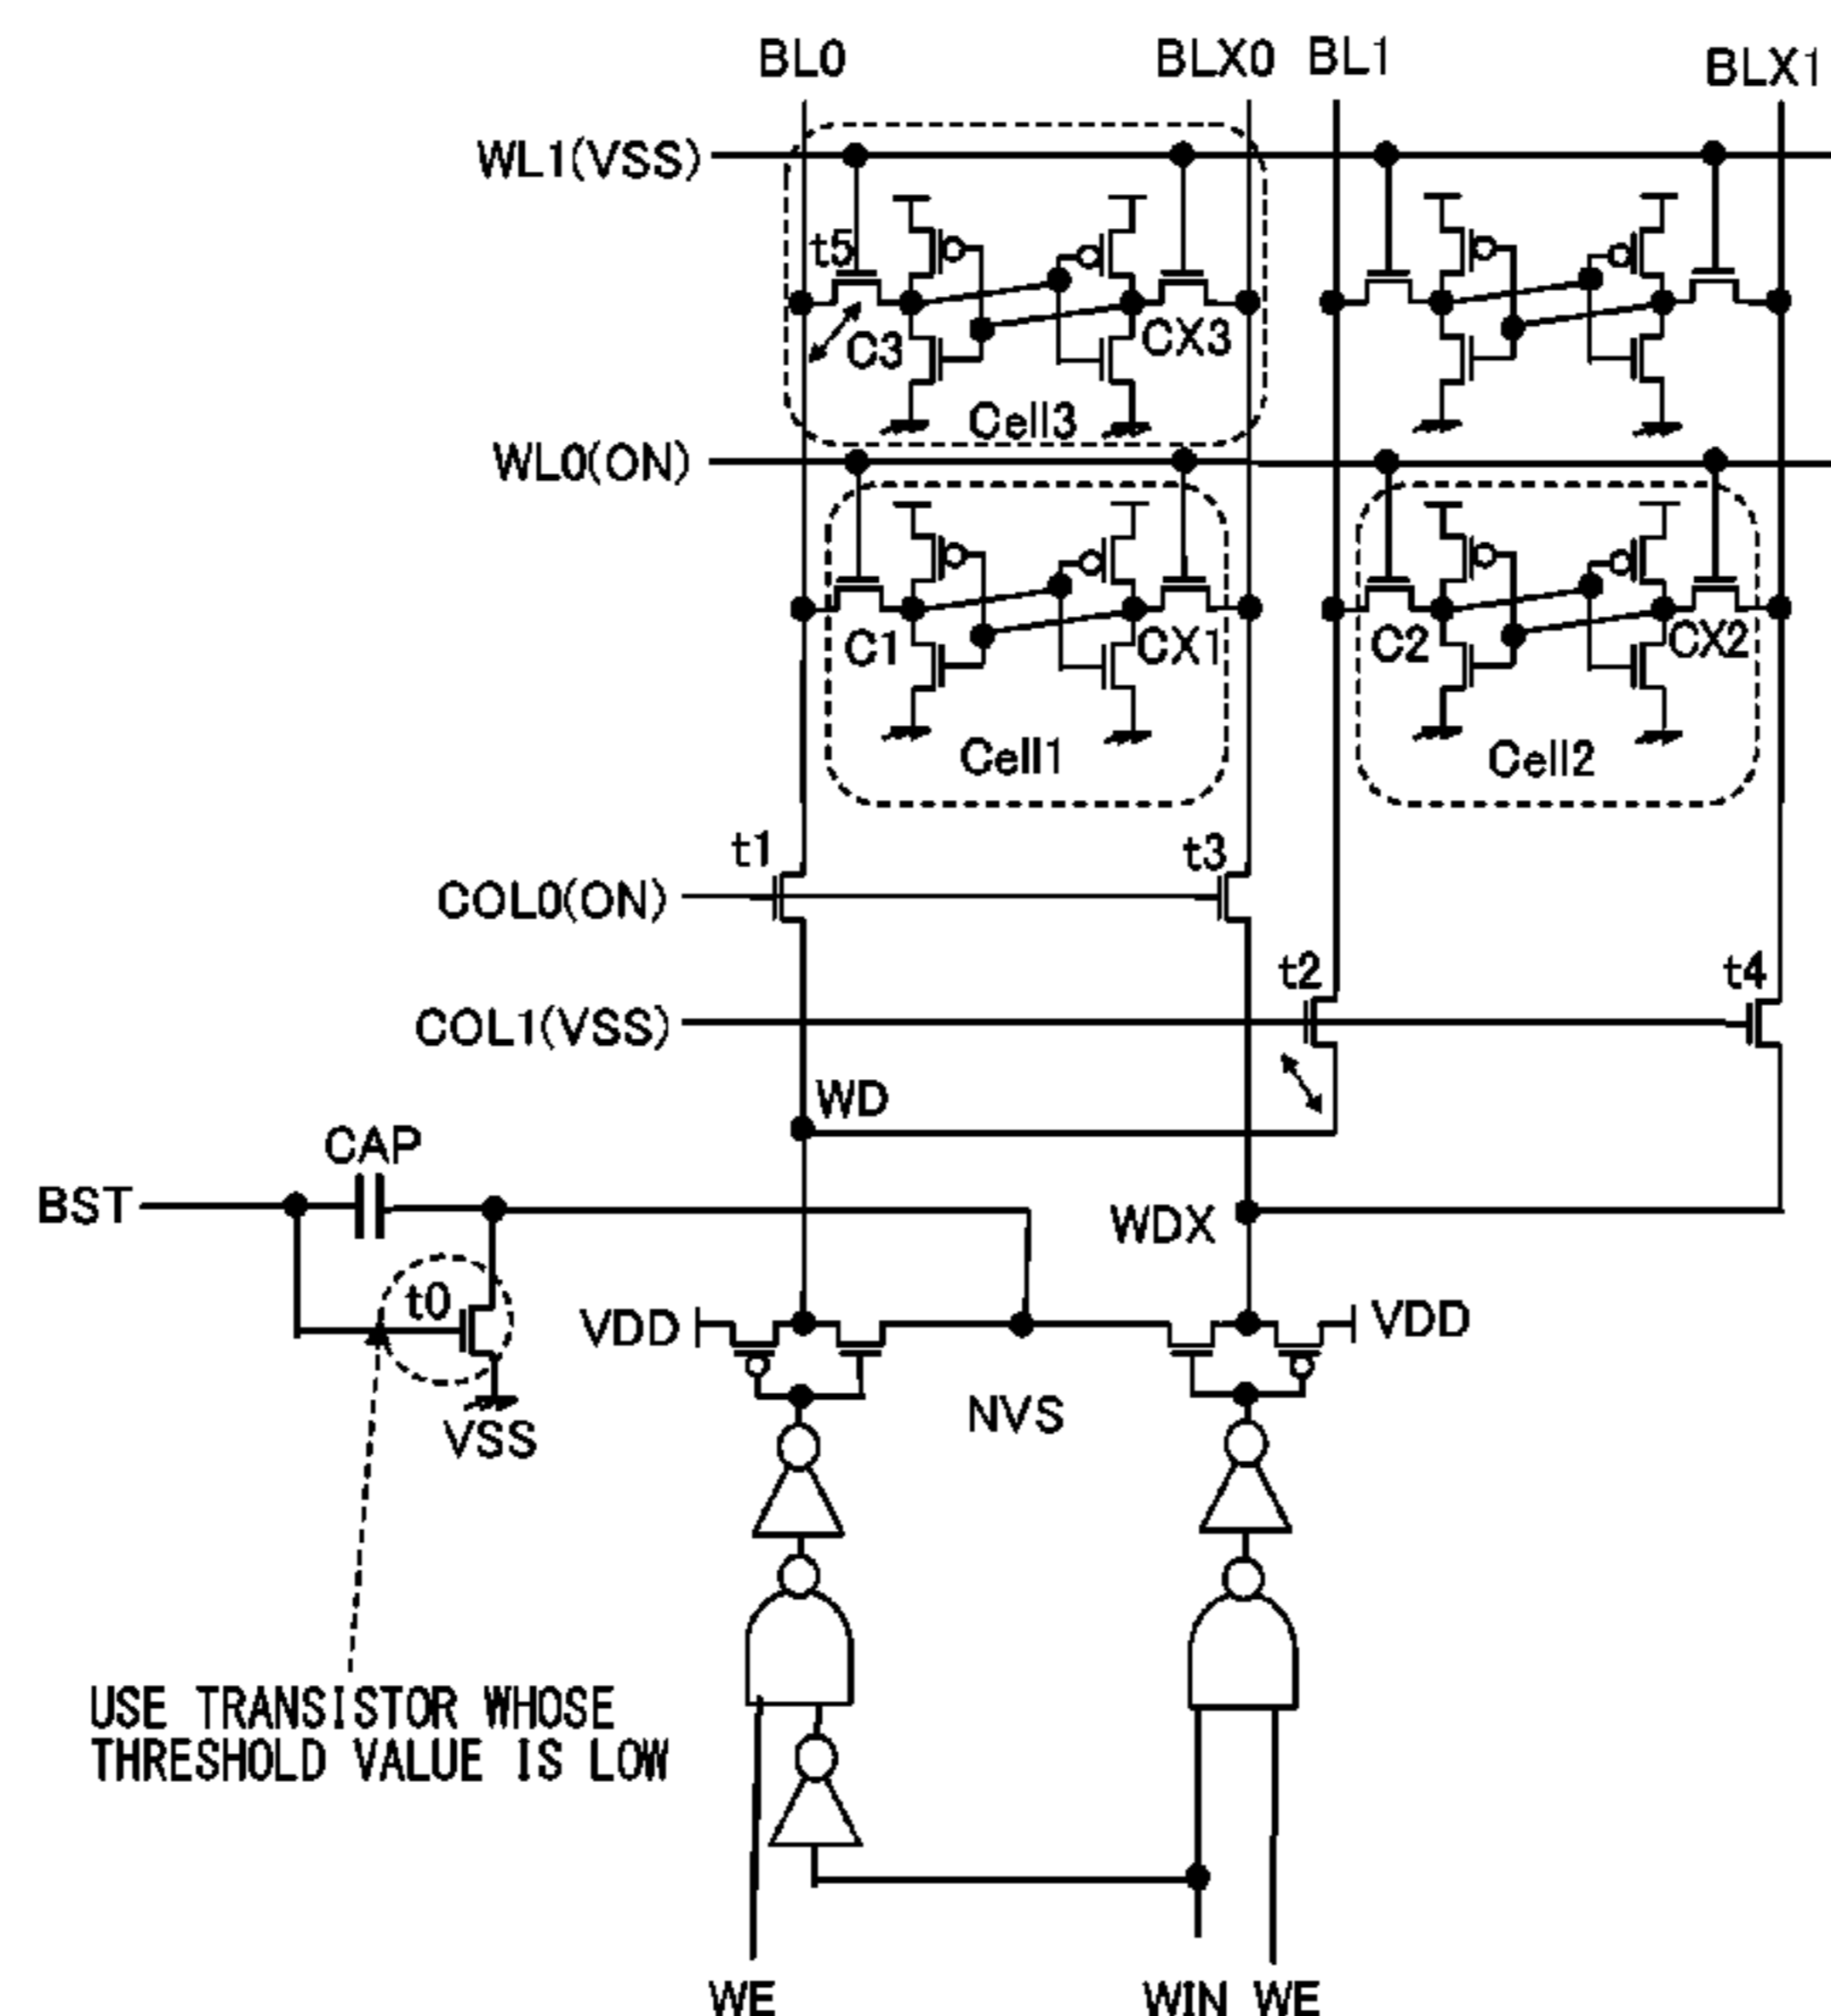 BL0
BLX0
BL1
BLX1
WL1(VSS)
t5
C3
CX3
Cell3
WL0(ON)
C1
CX1
C2
CX2
Cell1
Cell2
t1
t3
COL0(ON)
t2
t4
COL1(VSS)
WD
CAP
BST
WDX
t0
VDD
VDD
NVS
VSS
USE TRANSISTOR WHOSE
THRESHOLD VALUE IS LOW
WE
WIN
WE